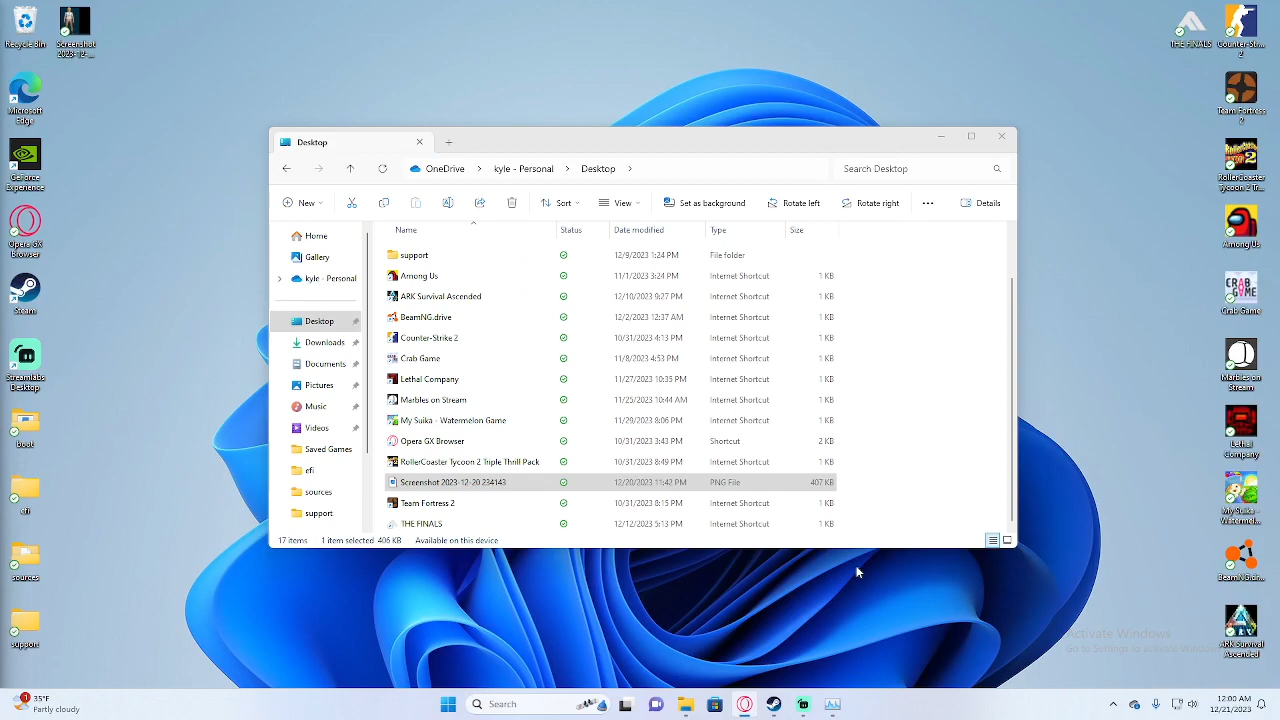 Recycle Bin
Screenshot
2023-12-...
Microsoft
Edge
GeForce
Experience
Opera GX
Browser
Steam
Streamlabs
Desktop
boot
efi
sources
support
THE FINALS
Counter-Stri...
2
Team Fortress
2
RollerCoaster
Tycoon 2 Tr...
Among Us
CRAB
GAME
Crab Game
Marbles on
Stream
Lethal
Company
My Suika -
Watermel...
BeamNG.dri...
ARK Survival
Ascended
Desktop
OneDrive
kyle - Personal
Desktop
Search Desktop
New
Sort
View
Set as background
Rotate left
Rotate right
Details
Home
Gallery
kyle - Personal
Desktop
Downloads
Documents
Pictures
Music
Videos
Saved Games
efi
sources
support
Name Status Date modified Type Size
support 12/9/2023 1:24 PM File folder
Among Us 11/1/2023 3:24 PM Internet Shortcut 1 KB
ARK Survival Ascended 12/10/2023 9:27 PM Internet Shortcut 1 KB
BeamNG.drive 12/2/2023 12:37 AM Internet Shortcut 1 KB
Counter-Strike 2 10/31/2023 4:13 PM Internet Shortcut 1 KB
Crab Game 11/8/2023 4:53 PM Internet Shortcut 1 KB
Lethal Company 11/27/2023 10:35 PM Internet Shortcut 1 KB
Marbles on Stream 11/25/2023 10:44 AM Internet Shortcut 1 KB
My Suika - Watermelon Game 11/29/2023 8:06 PM Internet Shortcut 1 KB
Opera GX Browser 10/31/2023 3:43 PM Shortcut 2 KB
RollerCoaster Tycoon 2 Triple Thrill Pack 10/31/2023 8:49 PM Internet Shortcut 1 KB
Screenshot 2023-12-20 234143 12/20/2023 11:42 PM PNG File 407 KB
Team Fortress 2 10/31/2023 8:15 PM Internet Shortcut 1 KB
THE FINALS 12/12/2023 5:13 PM Internet Shortcut 1 KB
17 items 1 item selected 406 KB Available on this device
Activate Windows
Go to Settings to activate Windows
1
35°F
Partly cloudy
Search
12:00 AM
12/21/2023